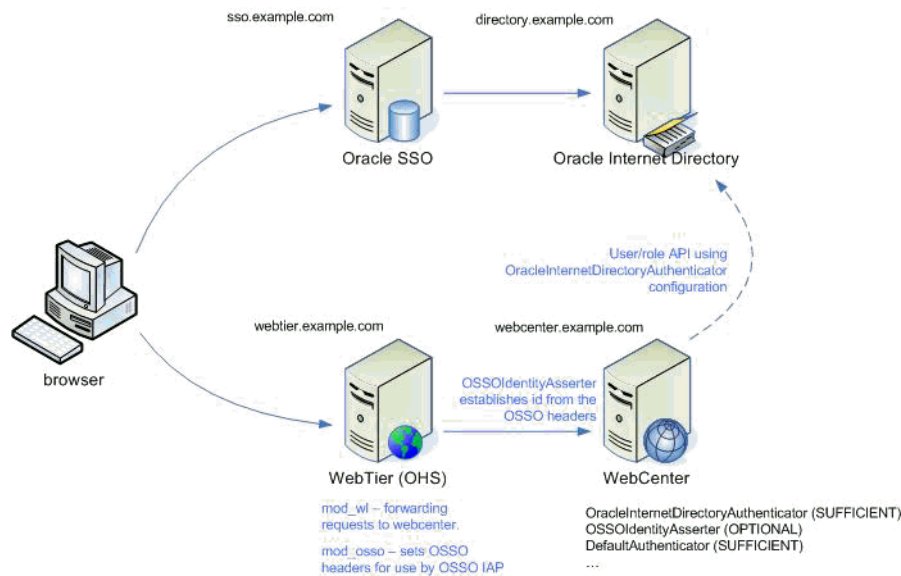 sso.example.com
directory.example.com
Oracle SSO
Oracle Internet Directory
User/role API using
OracleInternetDirectoryAuthenticator
configuration
browser
webtier.example.com
webcenter.example.com
OSSOIdentityAsserter
establishes id from the
OSSO headers
WebTier (OHS)
WebCenter
mod_wl – forwarding
requests to webcenter.
mod_osso – sets OSSO
headers for use by OSSO IAP
OracleInternetDirectoryAuthenticator (SUFFICIENT)
OSSOIdentityAsserter (OPTIONAL)
DefaultAuthenticator (SUFFICIENT)
…